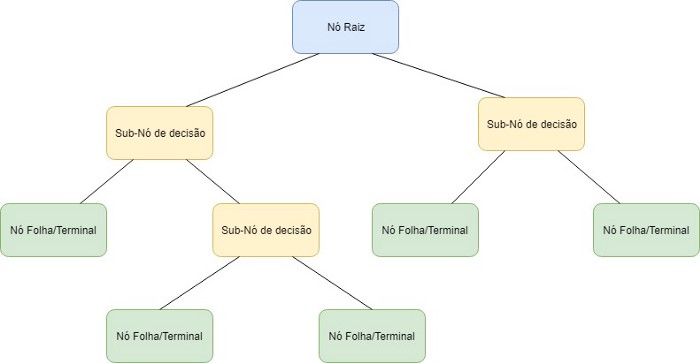 Nó Raiz
Sub-Nó de decisão
Sub-Nó de decisão
Nó Folha/Terminal
Sub-Nó de decisão
Nó Folha/Terminal
Nó Folha/Terminal
Nó Folha/Terminal
Nó Folha/Terminal